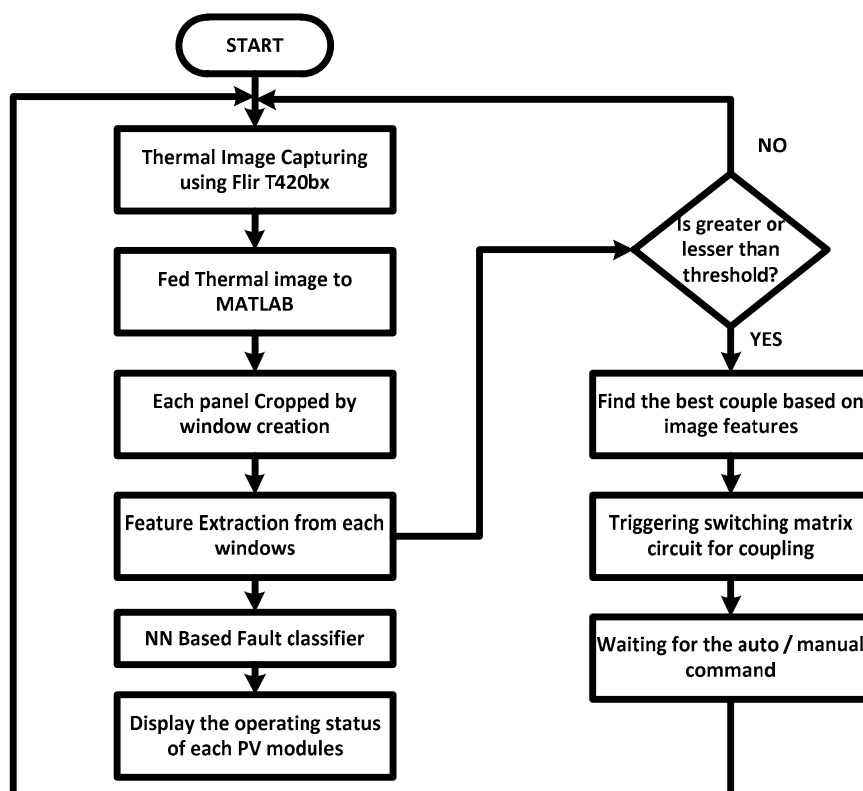 START
Thermal Image Capturing
using Flir T420bx
Fed Thermal image to
MATLAB
Each panel Cropped by
window creation
Feature Extraction from each
windows
NN Based Fault classifier
Display the operating status
of each PV modules
NO
Is greater or
lesser than
threshold?
YES
Find the best couple based on
image features
Triggering switching matrix
circuit for coupling
Waiting for the auto / manual
command